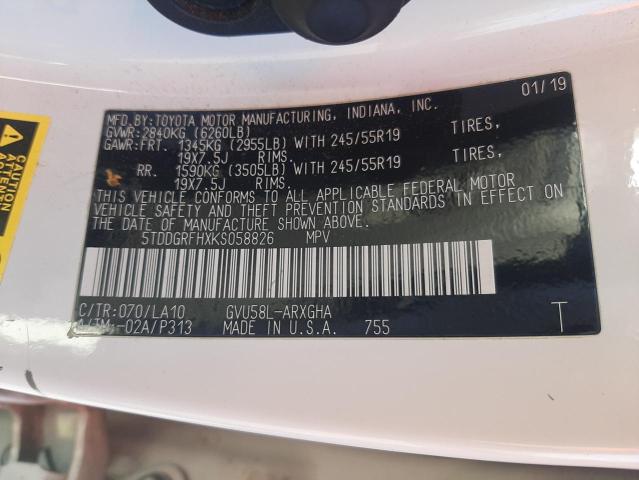 01/19
MFD. BY: TOYOTA MOTOR MANUFACTURING, INDIANA, INC.
GVWR: 2840KG (6260LB)
GAWR: FRT. 1345KG (2955LB) WITH 245/55R19 TIRES,
19X7.5J RIMS.
RR. 1590KG (3505LB) WITH 245/55R19 TIRES,
19X7.5J RIMS.
THIS VEHICLE CONFORMS TO ALL APPLICABLE FEDERAL MOTOR
VEHICLE SAFETY AND THEFT PREVENTION STANDARDS IN EFFECT ON
THE DATE OF MANUFACTURE SHOWN ABOVE.
5TDDGRFHXKS058826 MPV
C/TR: 070/LA10 GVU58L-ARXGHA
A/TM: -02A/P313 MADE IN U.S.A. 755 T